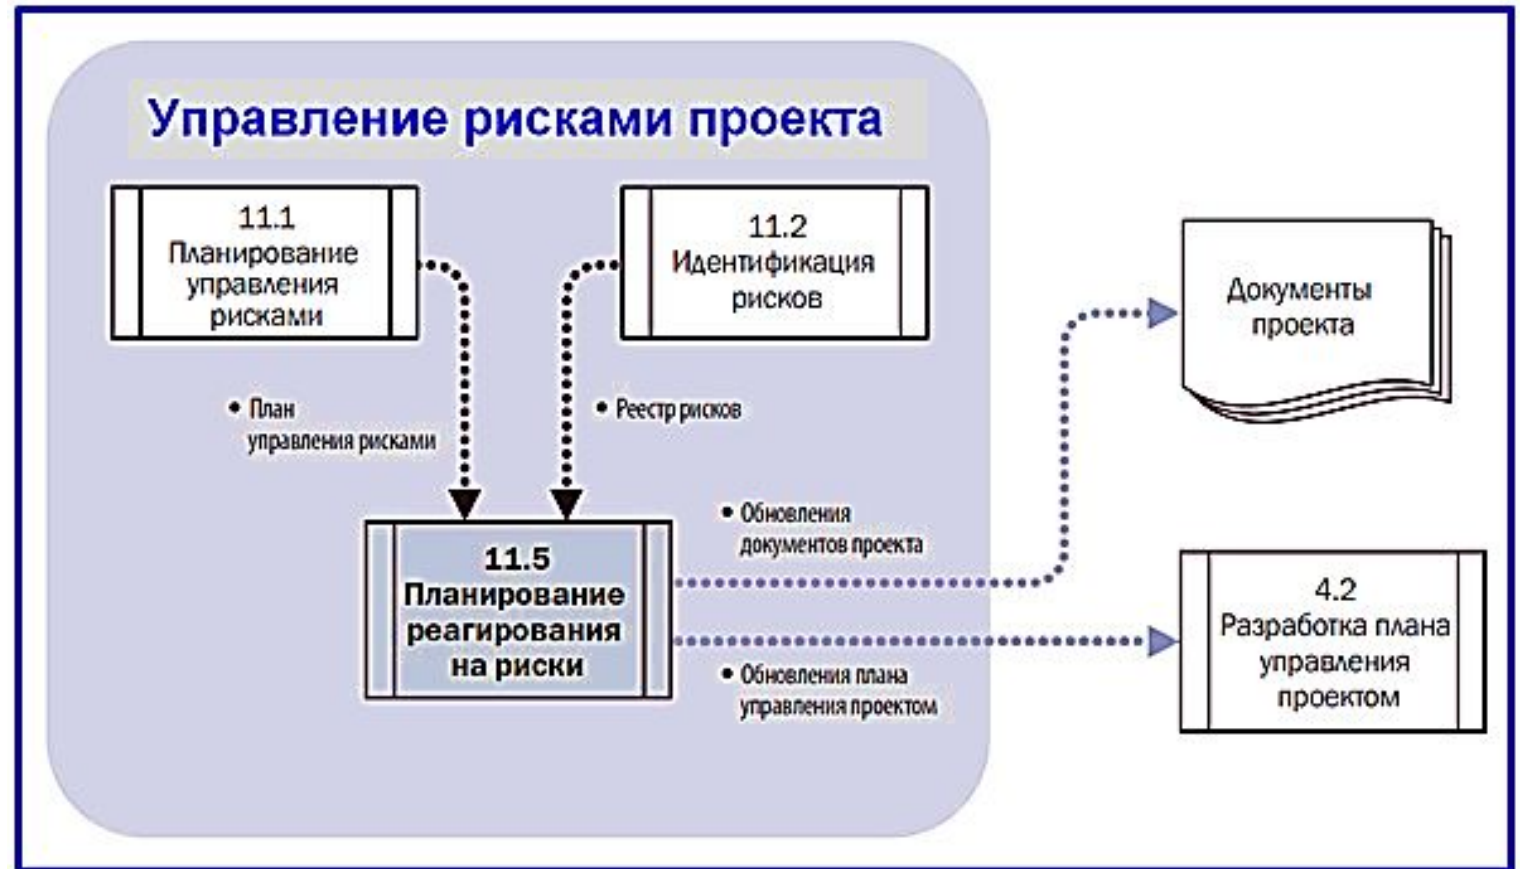 Управление рисками проекта
11.1
Планирование
управления
рисками
11.2
Идентификация
рисков
Документы
проекта
• План
управления рисками
• Реестр рисков
• Обновления
документов проекта
11.5
Планирование
реагирования
на риски
4.2
Разработка плана
управления
проектом
• Обновления плана
управления проектом